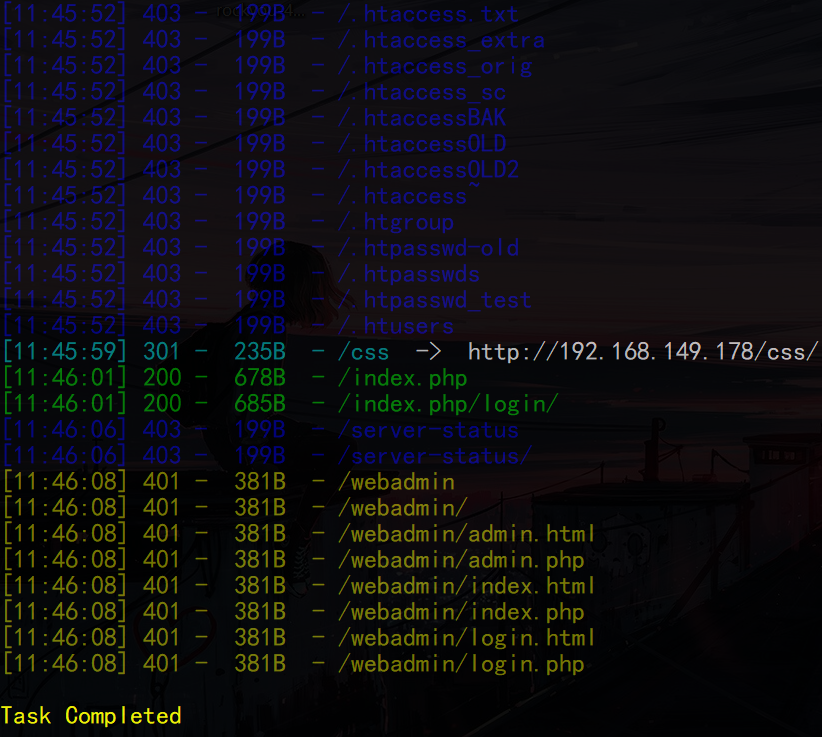 [11:45:52] 403 -  199B  - /.htaccess.txt
[11:45:52] 403 -  199B  - /.htaccess_extra
[11:45:52] 403 -  199B  - /.htaccess_orig
[11:45:52] 403 -  199B  - /.htaccess_sc
[11:45:52] 403 -  199B  - /.htaccessBAK
[11:45:52] 403 -  199B  - /.htaccessOLD
[11:45:52] 403 -  199B  - /.htaccessOLD2
[11:45:52] 403 -  199B  - /.htaccess~
[11:45:52] 403 -  199B  - /.htgroup
[11:45:52] 403 -  199B  - /.htpasswd-old
[11:45:52] 403 -  199B  - /.htpasswds
[11:45:52] 403 -  199B  - /.htpasswd_test
[11:45:52] 403 -  199B  - /.htusers
[11:45:59] 301 -  235B  - /css  ->  http://192.168.149.178/css/
[11:46:01] 200 -  678B  - /index.php
[11:46:01] 200 -  685B  - /index.php/login/
[11:46:06] 403 -  199B  - /server-status
[11:46:06] 403 -  199B  - /server-status/
[11:46:08] 401 -  381B  - /webadmin
[11:46:08] 401 -  381B  - /webadmin/
[11:46:08] 401 -  381B  - /webadmin/admin.html
[11:46:08] 401 -  381B  - /webadmin/admin.php
[11:46:08] 401 -  381B  - /webadmin/index.html
[11:46:08] 401 -  381B  - /webadmin/index.php
[11:46:08] 401 -  381B  - /webadmin/login.html
[11:46:08] 401 -  381B  - /webadmin/login.php
Task Completed